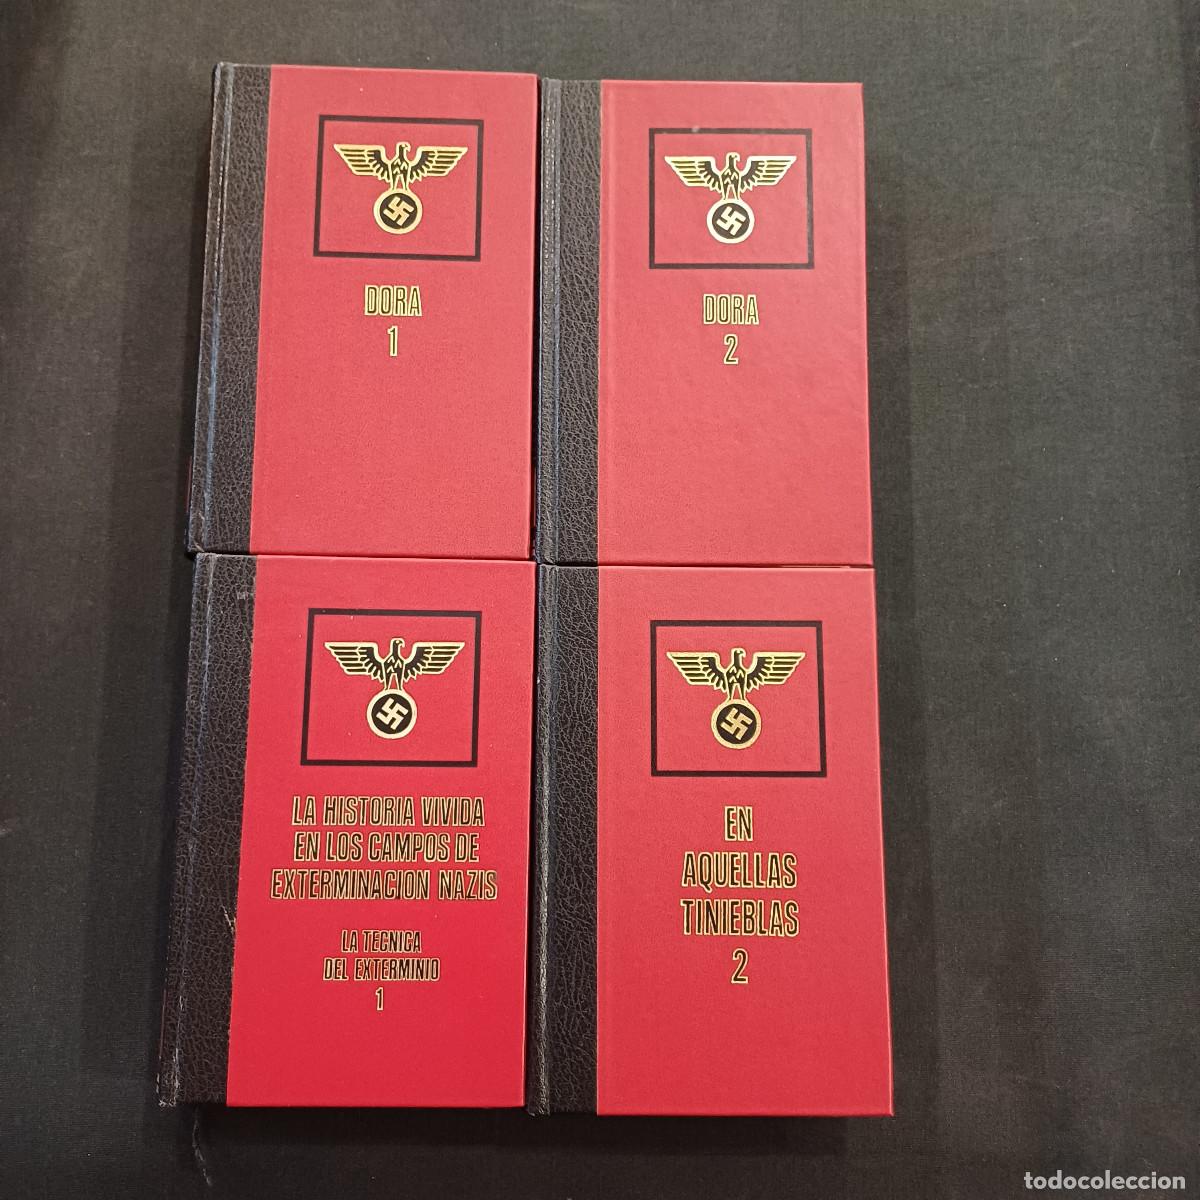 DORA
1
DORA
2
LA HISTORIA VIVIDA
EN LOS CAMPOS DE
EXTERMINACION NAZIS
LA TECNICA
DEL EXTERMINIO
1
EN
AQUELLAS
TINIEBLAS
2
todocoleccion